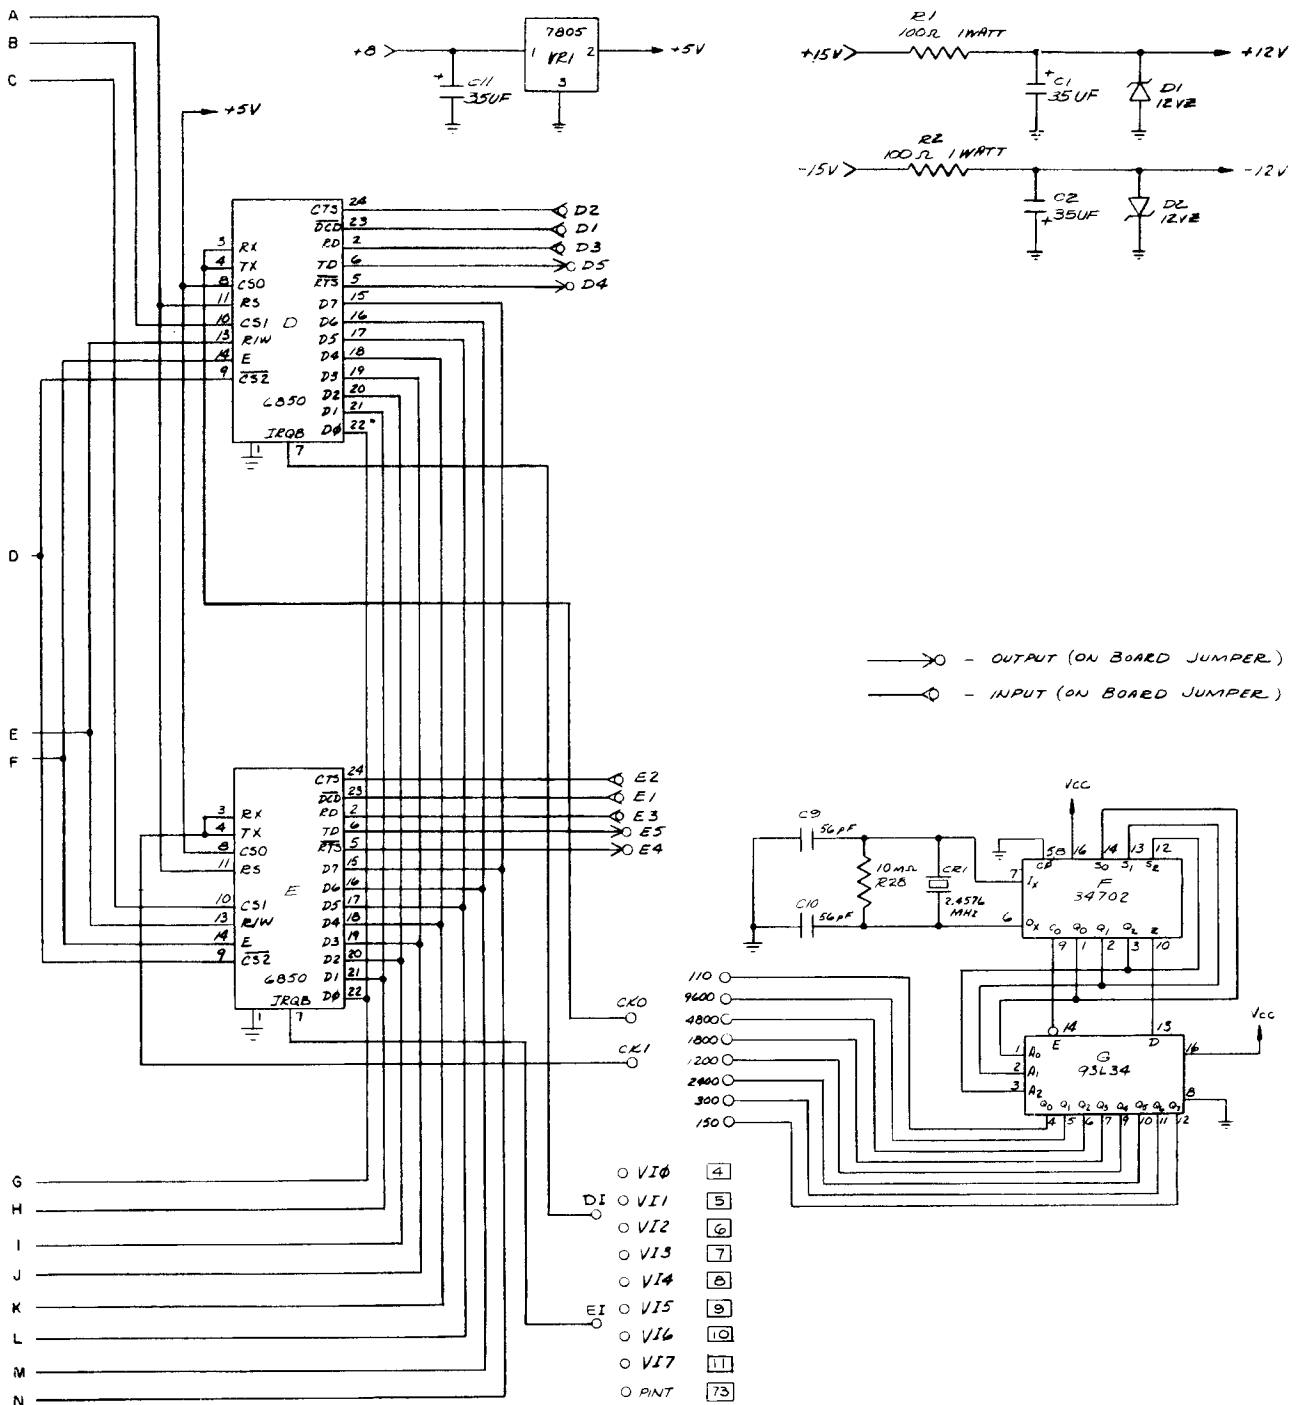 A
B
C
+8
7805
1 VR1 2
3
+5V
+
C11
35UF
+15V
R1
100Ω 1WATT
+12V
+
C1
35UF
D1
12VZ
-15V
R2
100Ω 1WATT
-12V
C2
+
35UF
D2
12VZ
+5V
3 RX
4 TX
8 CS0
11 RS
10 CS1
13 R/W
14 E
9 CS2
D
6850
IRQB
1
7
CTS 24
DCD 23
RD 2
TD 6
RTS 5
D7 15
D6 16
D5 17
D4 18
D3 19
D2 20
D1 21
DØ 22
D2
D1
D3
D5
D4
D
E
F
- OUTPUT (ON BOARD JUMPER)
- INPUT (ON BOARD JUMPER)
3 RX
4 TX
8 CS0
11 RS
10 CS1
13 R/W
14 E
9 CS2
E
6850
IRQB
1
7
CTS 24
DCD 23
RD 2
TD 6
RTS 5
D7 15
D6 16
D5 17
D4 18
D3 19
D2 20
D1 21
DØ 22
E2
E1
E3
E5
E4
CK0
CK1
C9
56pF
C10
56pF
10MΩ
R28
CR1
2.4576
MHZ
VCC
5 8 16 14 13 12
CP S0 S1 S2
7 IX
F
34702
6 OX
C0 Q0 Q1 Q2 Z
9 1 2 3 10
14 13
E D
1 A0
2 A1
3 A2
G
93L34
16
8
VCC
Q0 Q1 Q2 Q3 Q4 Q5 Q6 Q7
4 5 6 7 9 10 11 12
110
9600
4800
1800
1200
2400
300
150
G
H
I
J
K
L
M
N
DI
EI
VIØ 4
VI1 5
VI2 6
VI3 7
VI4 8
VI5 9
VI6 10
VI7 11
PINT 73